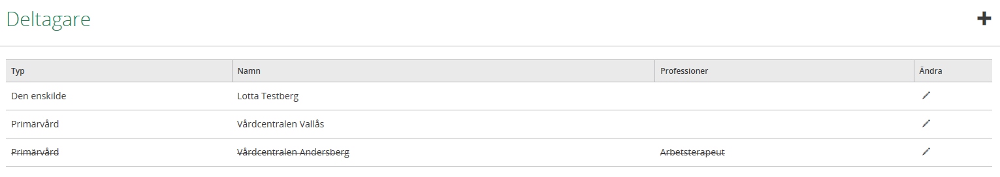 Deltagare
Typ Namn Professioner Ändra
Den enskilde Lotta Testberg
Primärvård Vårdcentralen Vallås
Primärvård Vårdcentralen Andersberg Arbetsterapeut